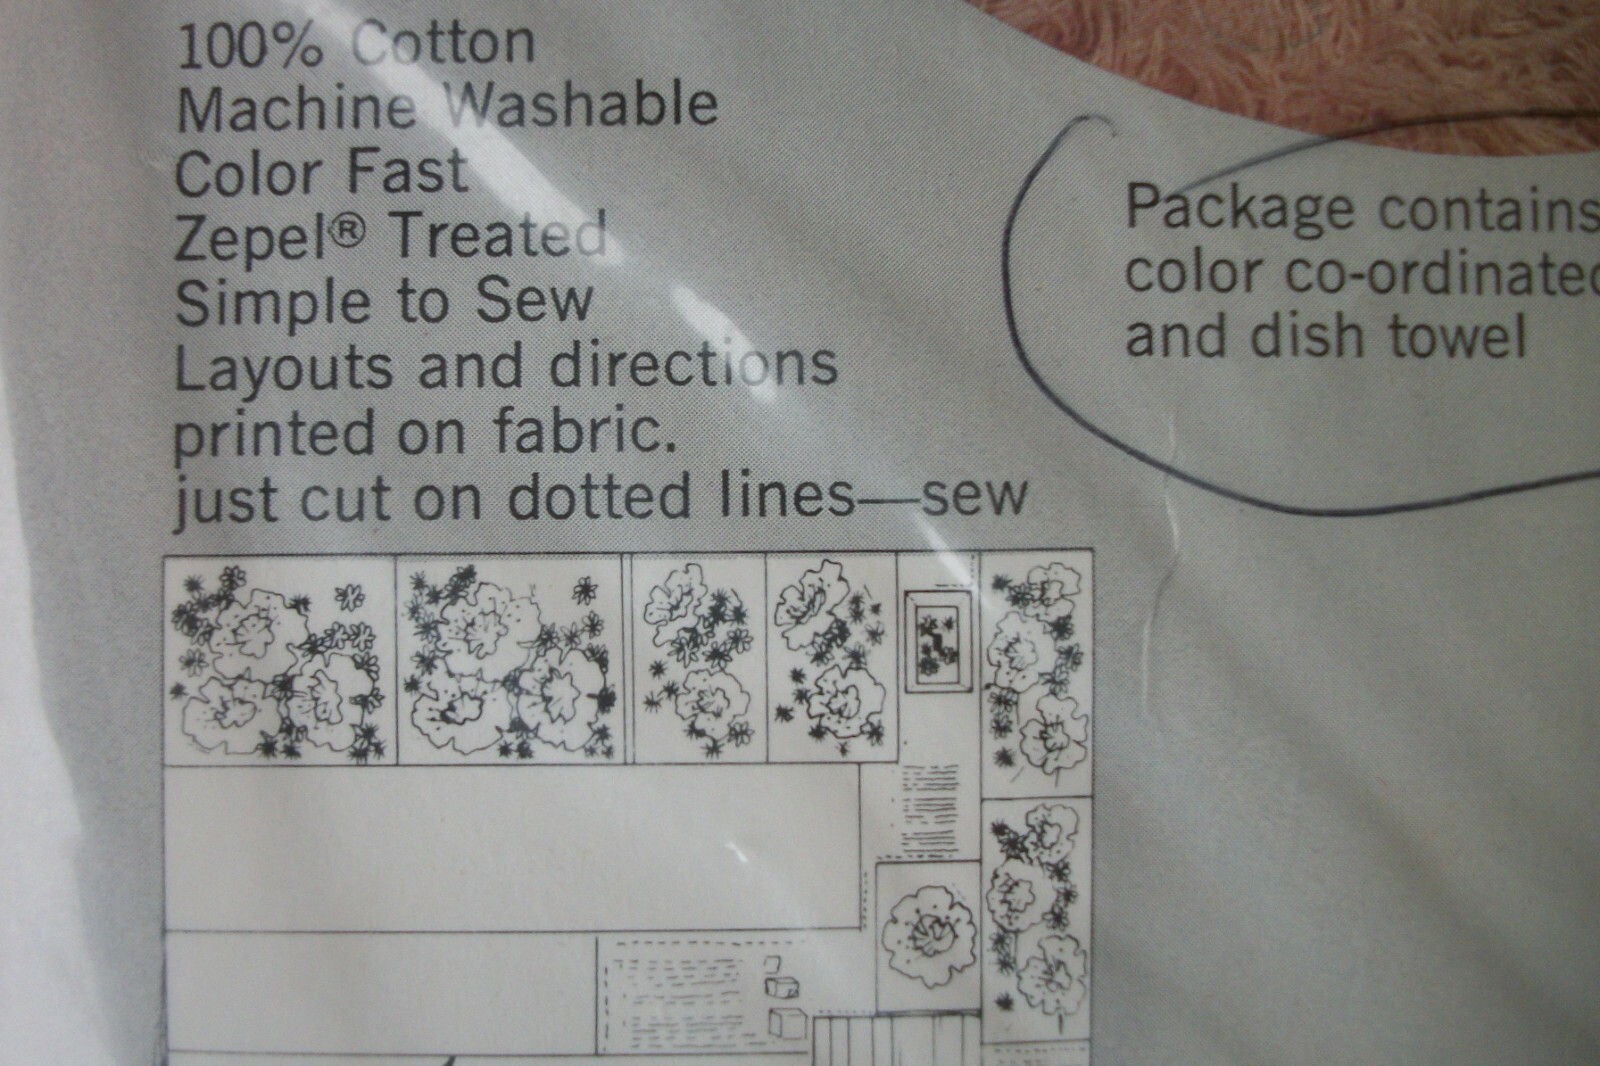 100% Cotton
Machine Washable
Color Fast
Zepel® Treated
Simple to Sew
Layouts and directions
printed on fabric.
just cut on dotted lines—sew
Package contains
color co-ordinated
and dish towel